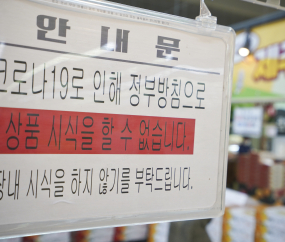 안 내 문
코로나19로 인해 정부방침으로
상품 시식을 할 수 없습니다.
장내 시식을 하지 않기를 부탁드립니다.